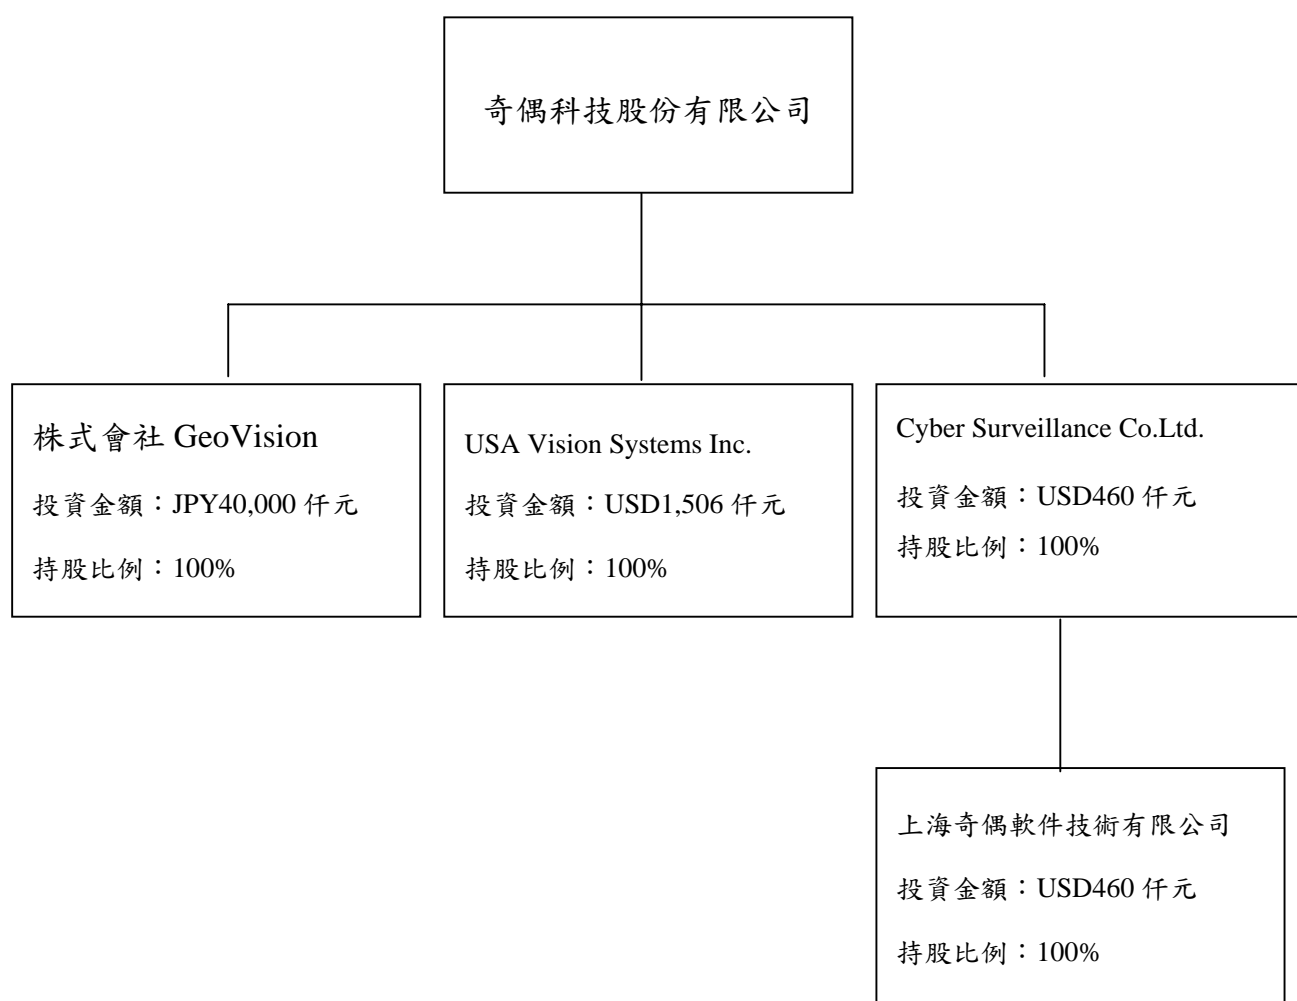 奇偶科技股份有限公司
株式會社 GeoVision
投資金額：JPY40,000 仟元
持股比例：100%
USA Vision Systems Inc.
投資金額：USD1,506 仟元
持股比例：100%
Cyber Surveillance Co.Ltd.
投資金額：USD460 仟元
持股比例：100%
上海奇偶軟件技術有限公司
投資金額：USD460 仟元
持股比例：100%